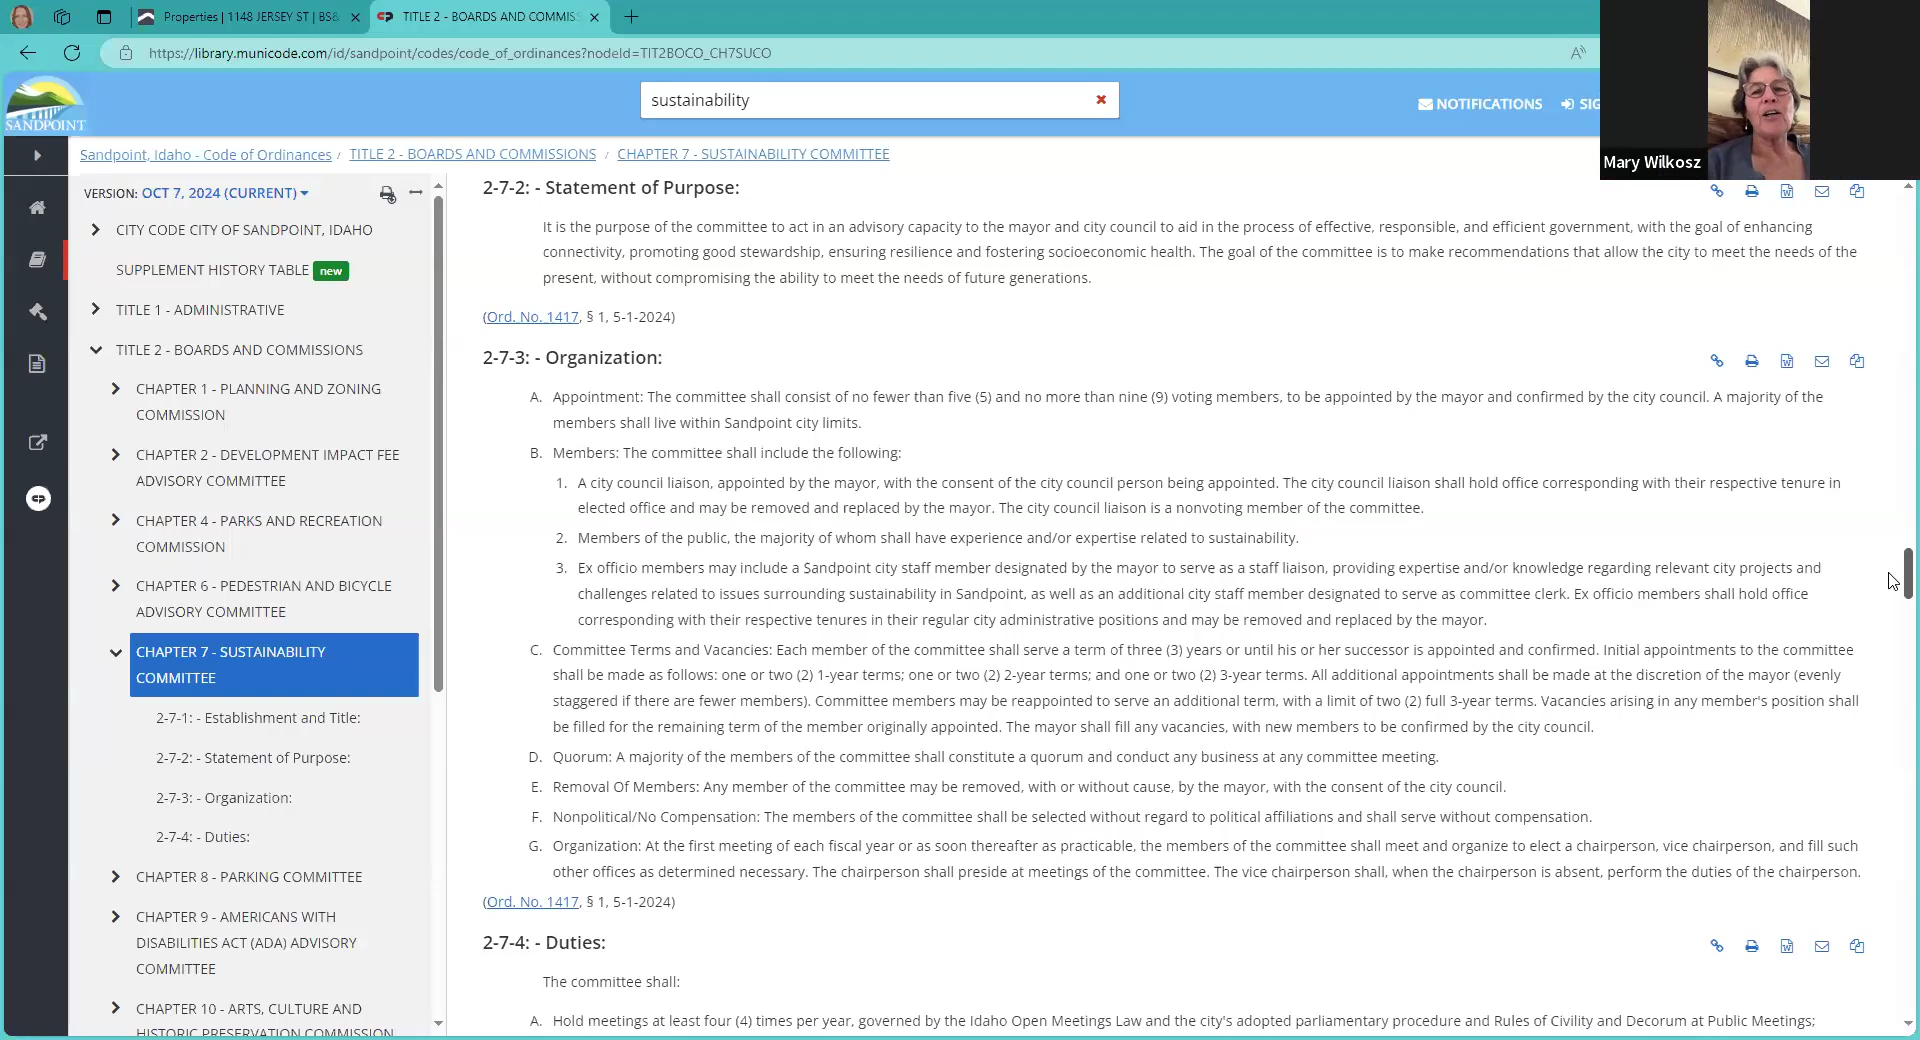 Properties | 1148 JERSEY ST | BS&
TITLE 2 - BOARDS AND COMMISS
https://library.municode.com/id/sandpoint/codes/code_of_ordinances?nodeId=TIT2BOCO_CH7SUCO
SANDPOINT
sustainability
NOTIFICATIONS
SIG
Mary Wilkosz
Sandpoint, Idaho - Code of Ordinances / TITLE 2 - BOARDS AND COMMISSIONS / CHAPTER 7 - SUSTAINABILITY COMMITTEE
VERSION: OCT 7, 2024 (CURRENT)
CITY CODE CITY OF SANDPOINT, IDAHO
SUPPLEMENT HISTORY TABLE new
TITLE 1 - ADMINISTRATIVE
TITLE 2 - BOARDS AND COMMISSIONS
CHAPTER 1 - PLANNING AND ZONING
COMMISSION
CHAPTER 2 - DEVELOPMENT IMPACT FEE
ADVISORY COMMITTEE
CHAPTER 4 - PARKS AND RECREATION
COMMISSION
CHAPTER 6 - PEDESTRIAN AND BICYCLE
ADVISORY COMMITTEE
CHAPTER 7 - SUSTAINABILITY
COMMITTEE
2-7-1: - Establishment and Title:
2-7-2: - Statement of Purpose:
2-7-3: - Organization:
2-7-4: - Duties:
CHAPTER 8 - PARKING COMMITTEE
CHAPTER 9 - AMERICANS WITH
DISABILITIES ACT (ADA) ADVISORY
COMMITTEE
CHAPTER 10 - ARTS, CULTURE AND
HISTORIC PRESERVATION COMMISSION
2-7-2: - Statement of Purpose:
It is the purpose of the committee to act in an advisory capacity to the mayor and city council to aid in the process of effective, responsible, and efficient government, with the goal of enhancing
connectivity, promoting good stewardship, ensuring resilience and fostering socioeconomic health. The goal of the committee is to make recommendations that allow the city to meet the needs of the
present, without compromising the ability to meet the needs of future generations.
(Ord. No. 1417, § 1, 5-1-2024)
2-7-3: - Organization:
A. Appointment: The committee shall consist of no fewer than five (5) and no more than nine (9) voting members, to be appointed by the mayor and confirmed by the city council. A majority of the
members shall live within Sandpoint city limits.
B. Members: The committee shall include the following:
1. A city council liaison, appointed by the mayor, with the consent of the city council person being appointed. The city council liaison shall hold office corresponding with their respective tenure in
elected office and may be removed and replaced by the mayor. The city council liaison is a nonvoting member of the committee.
2. Members of the public, the majority of whom shall have experience and/or expertise related to sustainability.
3. Ex officio members may include a Sandpoint city staff member designated by the mayor to serve as a staff liaison, providing expertise and/or knowledge regarding relevant city projects and
challenges related to issues surrounding sustainability in Sandpoint, as well as an additional city staff member designated to serve as committee clerk. Ex officio members shall hold office
corresponding with their respective tenures in their regular city administrative positions and may be removed and replaced by the mayor.
C. Committee Terms and Vacancies: Each member of the committee shall serve a term of three (3) years or until his or her successor is appointed and confirmed. Initial appointments to the committee
shall be made as follows: one or two (2) 1-year terms; one or two (2) 2-year terms; and one or two (2) 3-year terms. All additional appointments shall be made at the discretion of the mayor (evenly
staggered if there are fewer members). Committee members may be reappointed to serve an additional term, with a limit of two (2) full 3-year terms. Vacancies arising in any member's position shall
be filled for the remaining term of the member originally appointed. The mayor shall fill any vacancies, with new members to be confirmed by the city council.
D. Quorum: A majority of the members of the committee shall constitute a quorum and conduct any business at any committee meeting.
E. Removal Of Members: Any member of the committee may be removed, with or without cause, by the mayor, with the consent of the city council.
F. Nonpolitical/No Compensation: The members of the committee shall be selected without regard to political affiliations and shall serve without compensation.
G. Organization: At the first meeting of each fiscal year or as soon thereafter as practicable, the members of the committee shall meet and organize to elect a chairperson, vice chairperson, and fill such
other offices as determined necessary. The chairperson shall preside at meetings of the committee. The vice chairperson shall, when the chairperson is absent, perform the duties of the chairperson.
(Ord. No. 1417, § 1, 5-1-2024)
2-7-4: - Duties:
The committee shall:
A. Hold meetings at least four (4) times per year, governed by the Idaho Open Meetings Law and the city's adopted parliamentary procedure and Rules of Civility and Decorum at Public Meetings;